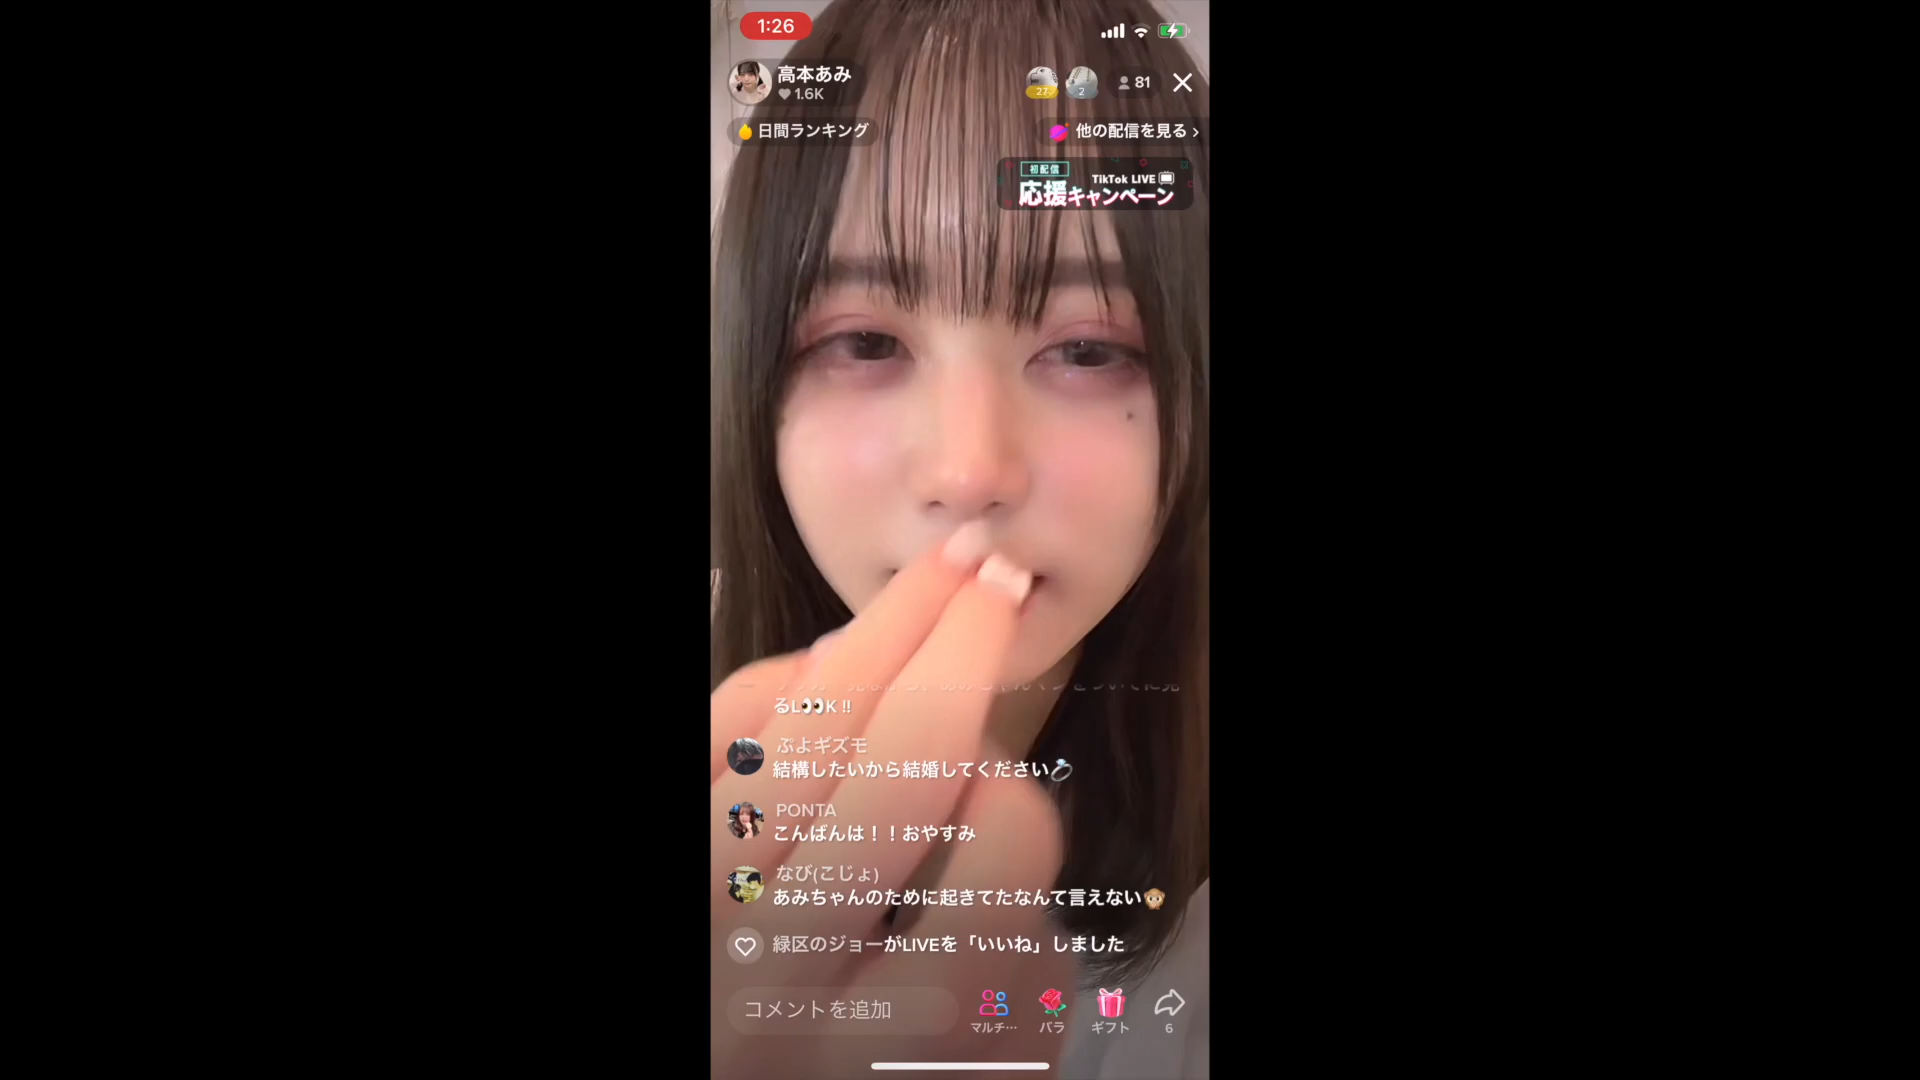 1:26
高本あみ
1.6K
27
2
81
日間ランキング
他の配信を見る
初配信
TikTok LIVE
応援キャンペーン
るL👀K ‼
ぷよギズモ
結構したいから結婚してください💍
PONTA
こんばんは！！おやすみ
なび(こじょ)
あみちゃんのために起きてたなんて言えない🙊
緑区のジョーがLIVEを「いいね」しました
コメントを追加
マルチ…
バラ
ギフト
6